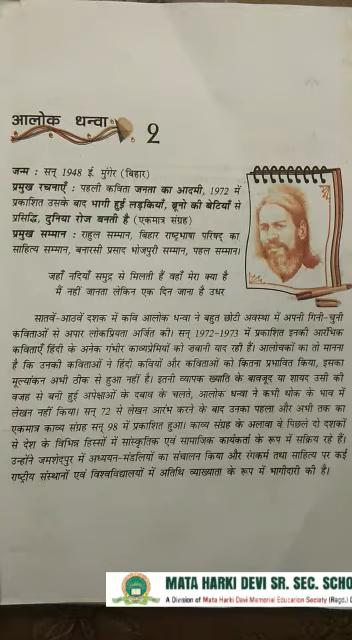 आलोक धन्वा
2
जन्म : सन् 1948 ई. मुंगेर (बिहार)
प्रमुख रचनाएँ : पहली कविता जनता का आदमी, 1972 में
प्रकाशित उसके बाद भागी हुई लड़कियाँ, ब्रूनो की बेटियाँ से
प्रसिद्धि, दुनिया रोज बनती है (एकमात्र संग्रह)
प्रमुख सम्मान : राहुल सम्मान, बिहार राष्ट्रभाषा परिषद् का
साहित्य सम्मान, बनारसी प्रसाद भोजपुरी सम्मान, पहल सम्मान।
जहाँ नदियाँ समुद्र से मिलती हैं वहाँ मेरा क्या है
मैं नहीं जानता लेकिन एक दिन जाना है उधर
सातवें-आठवें दशक में कवि आलोक धन्वा ने बहुत छोटी अवस्था में अपनी गिनी-चुनी
कविताओं से अपार लोकप्रियता अर्जित की। सन् 1972-1973 में प्रकाशित इनकी आरंभिक
कविताएँ हिंदी के अनेक गंभीर काव्यप्रेमियों को ज़बानी याद रही हैं। आलोचकों का तो मानना
है कि उनकी कविताओं ने हिंदी कवियों और कविताओं को कितना प्रभावित किया, इसका
मूल्यांकन अभी ठीक से हुआ नहीं है। इतनी व्यापक ख्याति के बावजूद या शायद उसी की
वजह से बनी हुई अपेक्षाओं के दबाव के चलते, आलोक धन्वा ने कभी थोक के भाव में
लेखन नहीं किया। सन् 72 से लेखन आरंभ करने के बाद उनका पहला और अभी तक का
एकमात्र काव्य संग्रह सन् 98 में प्रकाशित हुआ। काव्य संग्रह के अलावा वे पिछले दो दशकों
से देश के विभिन्न हिस्सों में सांस्कृतिक एवं सामाजिक कार्यकर्ता के रूप में सक्रिय रहे हैं।
उन्होंने जमशेदपुर में अध्ययन-मंडलियों का संचालन किया और रंगकर्म तथा साहित्य पर कई
राष्ट्रीय संस्थानों एवं विश्वविद्यालयों में अतिथि व्याख्याता के रूप में भागीदारी की है।
MATA HARKI DEVI SR. SEC. SCHO
A Division of Mata Harki Devi Memorial Education Society (Regd.)